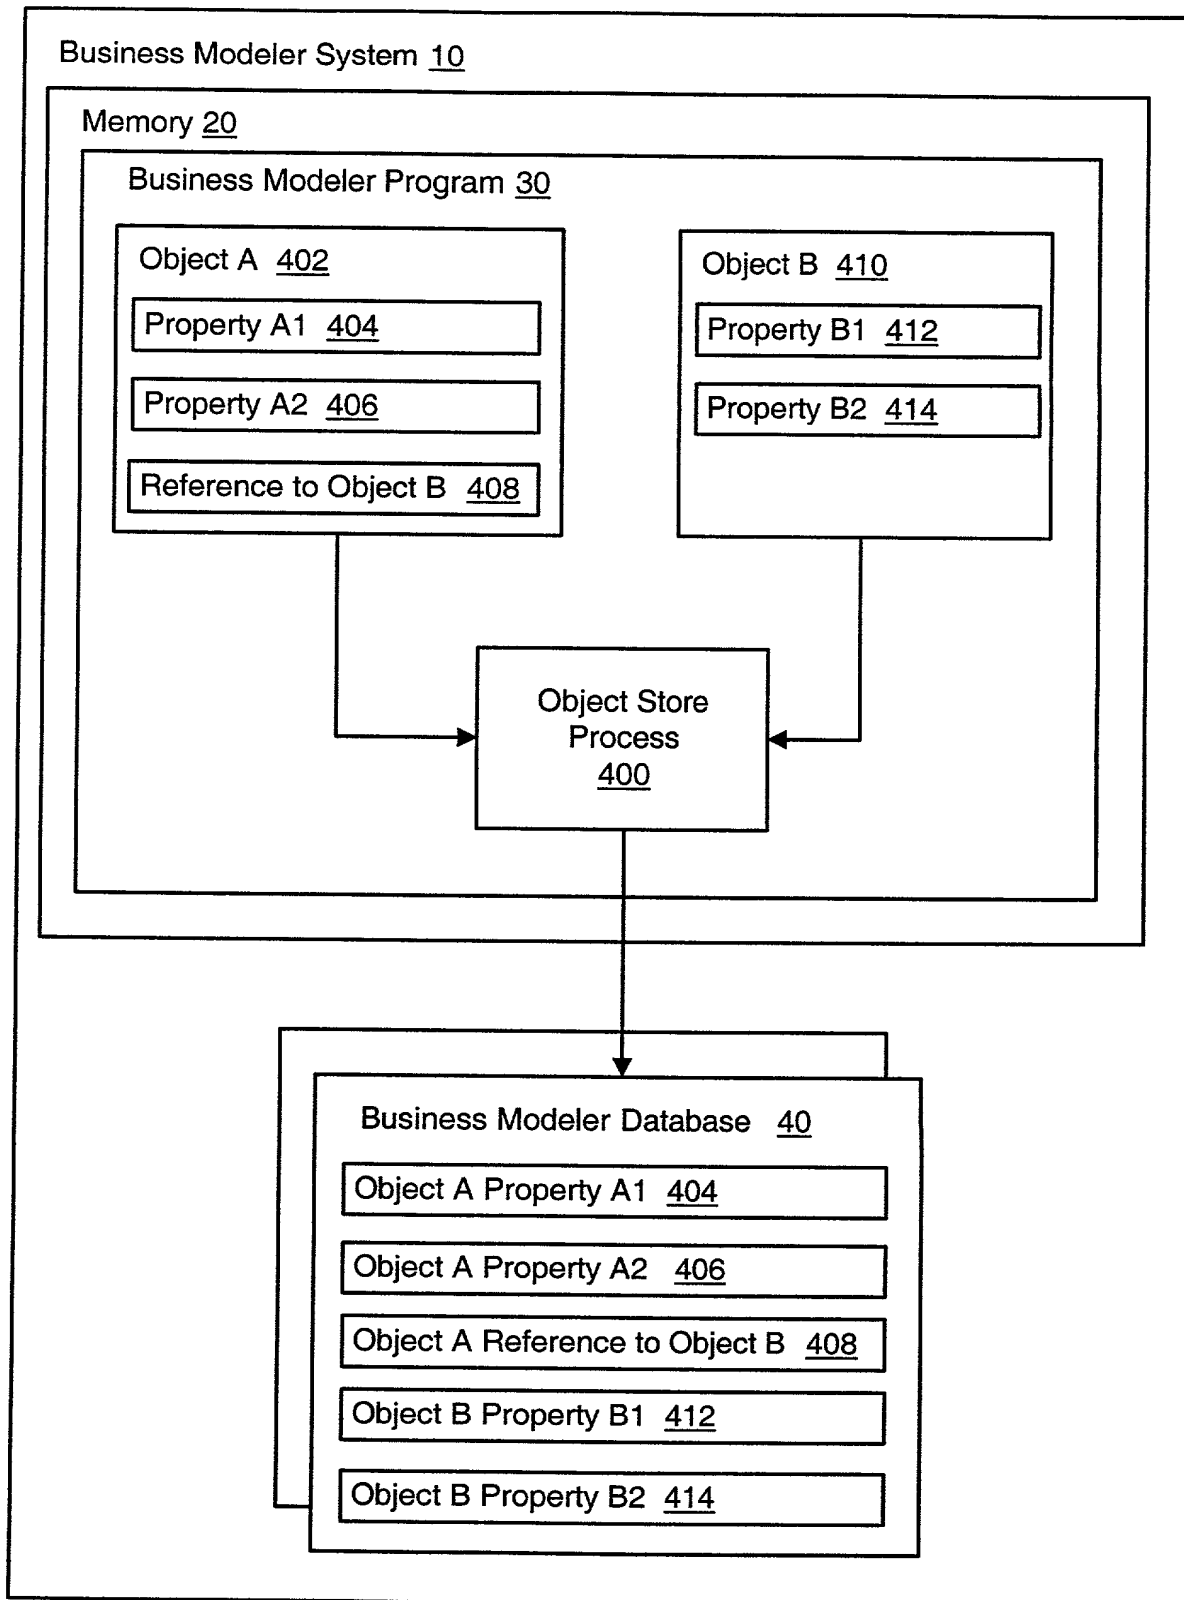 Business Modeler System 10
Memory 20
Business Modeler Program 30
Object A 402
Property A1 404
Property A2 406
Reference to Object B 408
Object B 410
Property B1 412
Property B2 414
Object Store
Process
400
Business Modeler Database 40
Object A Property A1 404
Object A Property A2 406
Object A Reference to Object B 408
Object B Property B1 412
Object B Property B2 414